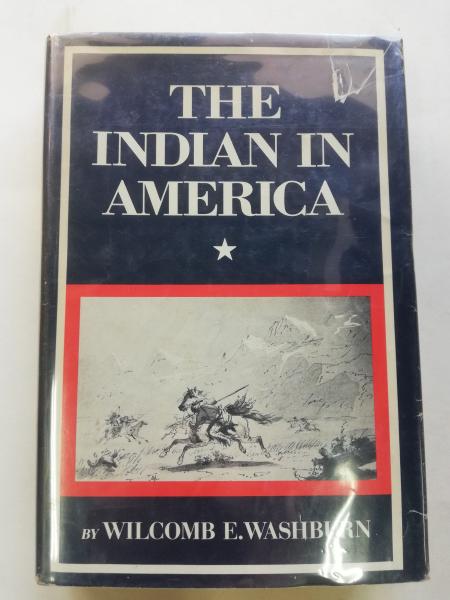 THE
INDIAN IN
AMERICA
BY WILCOMB E. WASHBURN